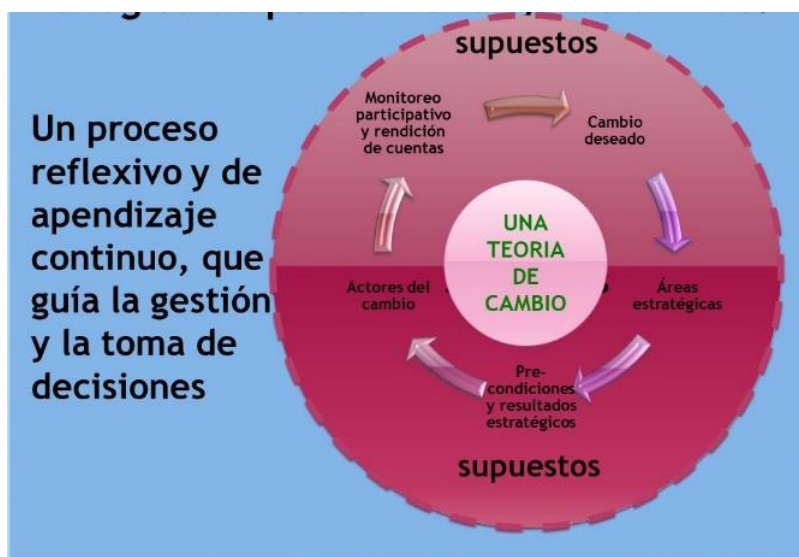 supuestos
Un proceso
reflexivo y de
apendizaje
continuo, que
guía la gestión
y la toma de
decisiones
Monitoreo
participativo
y rendición
de cuentas
Cambio
deseado
UNA
TEORIA
DE
CAMBIO
Actores del
cambio
Áreas
estratégicas
Pre-
condiciones
y resultados
estratégicos
supuestos